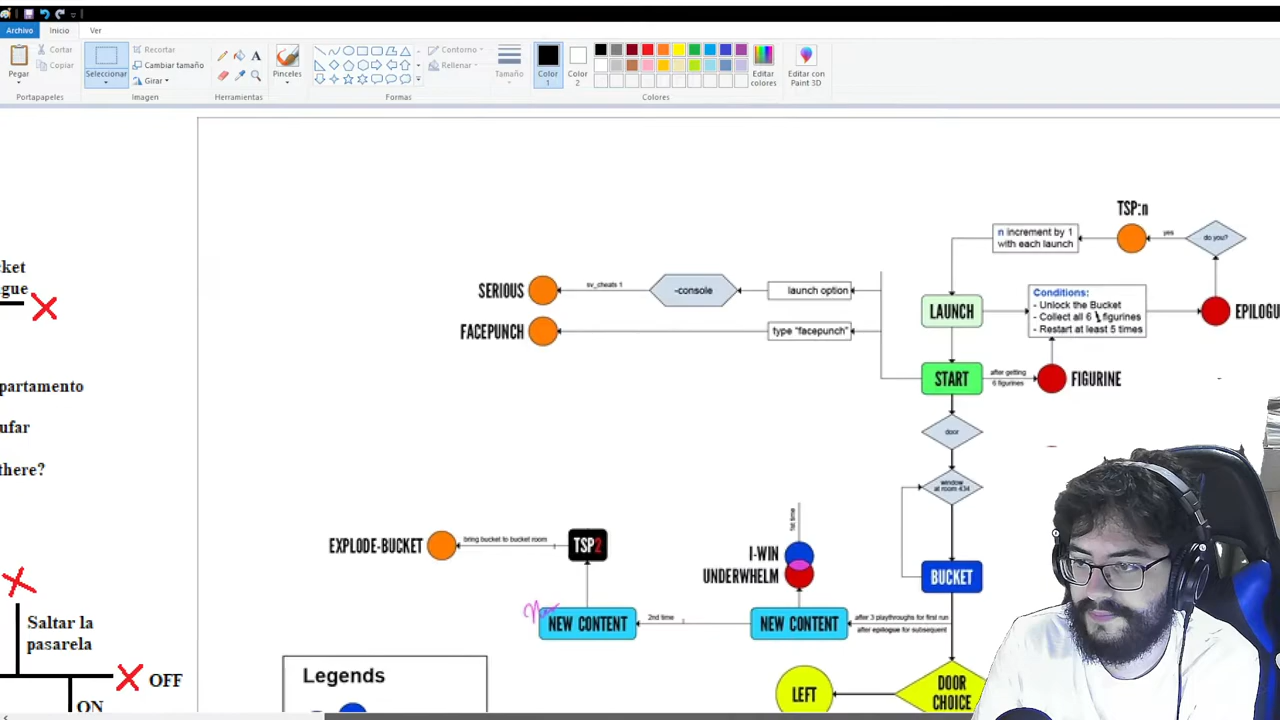 Archivo Inicio Ver
Pegar
Cortar
Copiar
Portapapeles
Seleccionar
Recortar
Cambiar tamaño
Girar
Imagen
A
Herramientas
Pinceles
Contorno
Rellenar
Formas
Tamaño
Color 1
Color 2
Editar colores
Colores
Editar con Paint 3D
cket
gue
partamento
ufar
there?
Saltar la
pasarela
OFF
ON
TSP:n
do you?
yes
n increment by 1
with each launch
SERIOUS
sv_cheats 1
-console
launch option
FACEPUNCH
type "facepunch"
LAUNCH
Conditions:
- Unlock the Bucket
- Collect all 6 figurines
- Restart at least 5 times
EPILOGU
START
after getting
6 figurines
FIGURINE
door
window
at room 434
EXPLODE-BUCKET
bring bucket to bucket room
TSP2
1st time
I-WIN
UNDERWHELM
BUCKET
NEW CONTENT
2nd time
NEW CONTENT
after 3 playthroughs for first run
after epilogue for subsequent
Legends
LEFT
DOOR
CHOICE